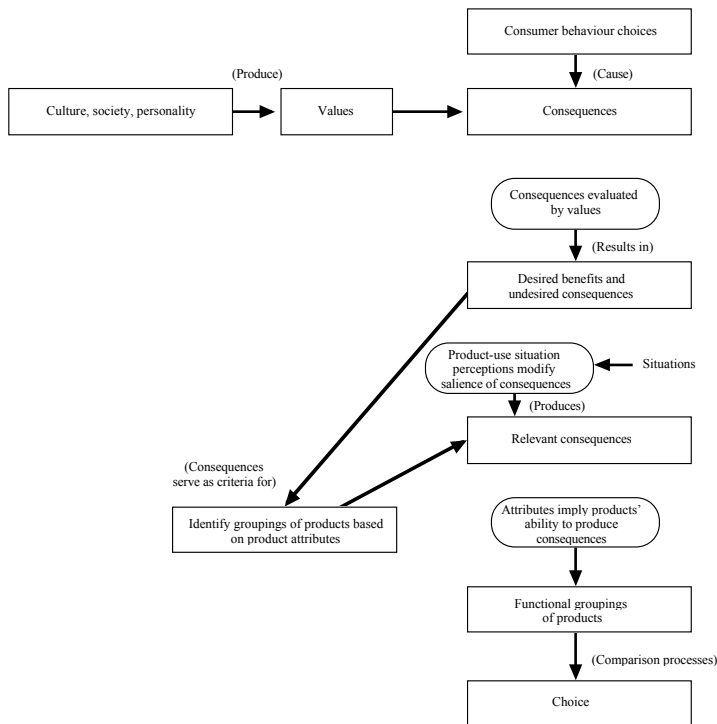 Consumer behaviour choices
(Produce)
(Cause)
Culture, society, personality
Values
Consequences
Consequences evaluated
by values
(Results in)
Desired benefits and
undesired consequences
Product-use situation
perceptions modify
salience of consequences
Situations
(Produces)
Relevant consequences
(Consequences
serve as criteria for)
Identify groupings of products based
on product attributes
Attributes imply products’
ability to produce
consequences
Functional groupings
of products
(Comparison processes)
Choice